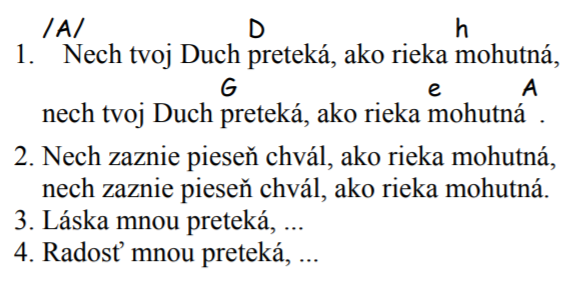 /A/ D h
1. Nech tvoj Duch preteká, ako rieka mohutná,
G e A
nech tvoj Duch preteká, ako rieka mohutná .
2. Nech zaznie pieseň chvál, ako rieka mohutná,
nech zaznie pieseň chvál, ako rieka mohutná.
3. Láska mnou preteká, ...
4. Radosť mnou preteká, ...